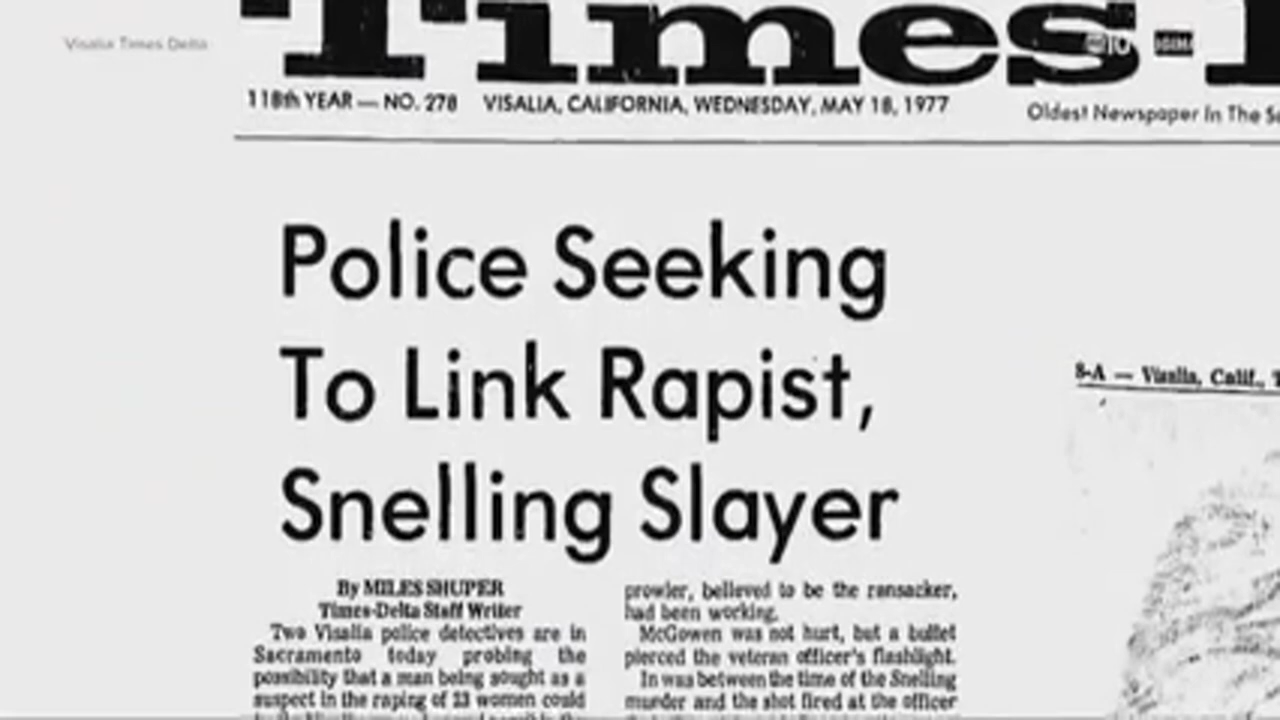 Visalia Times Delta
Times-
118th YEAR — NO. 278 VISALIA, CALIFORNIA, WEDNESDAY, MAY 18, 1977 Oldest Newspaper In The
Police Seeking
To Link Rapist,
Snelling Slayer
8-A — Visalia, Calif.,
By MILES SHUPER
Times-Delta Staff Writer
Two Visalia police detectives are in
Sacramento today probing the
possibility that a man being sought as a
suspect in the raping of 23 women could
prowler, believed to be the ransacker,
had been working.
McGowen was not hurt, but a bullet
pierced the veteran officer's flashlight.
In was between the time of the Snelling
murder and the shot fired at the officer